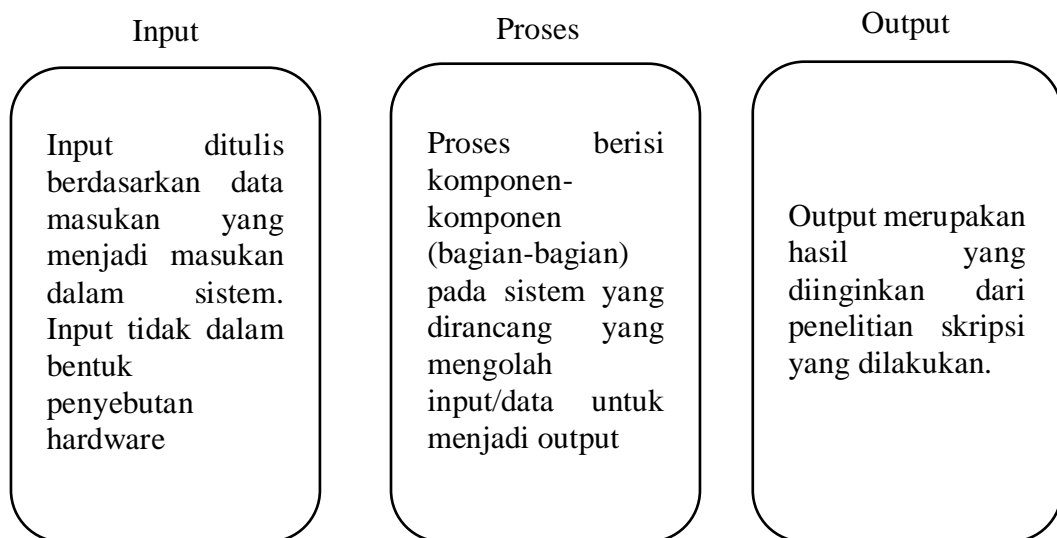 Input
Input ditulis
berdasarkan data
masukan yang
menjadi masukan
dalam sistem.
Input tidak dalam
bentuk
penyebutan
hardware
Proses
Proses berisi
komponen-
komponen
(bagian-bagian)
pada sistem yang
dirancang yang
mengolah
input/data untuk
menjadi output
Output
Output merupakan
hasil yang
diinginkan dari
penelitian skripsi
yang dilakukan.